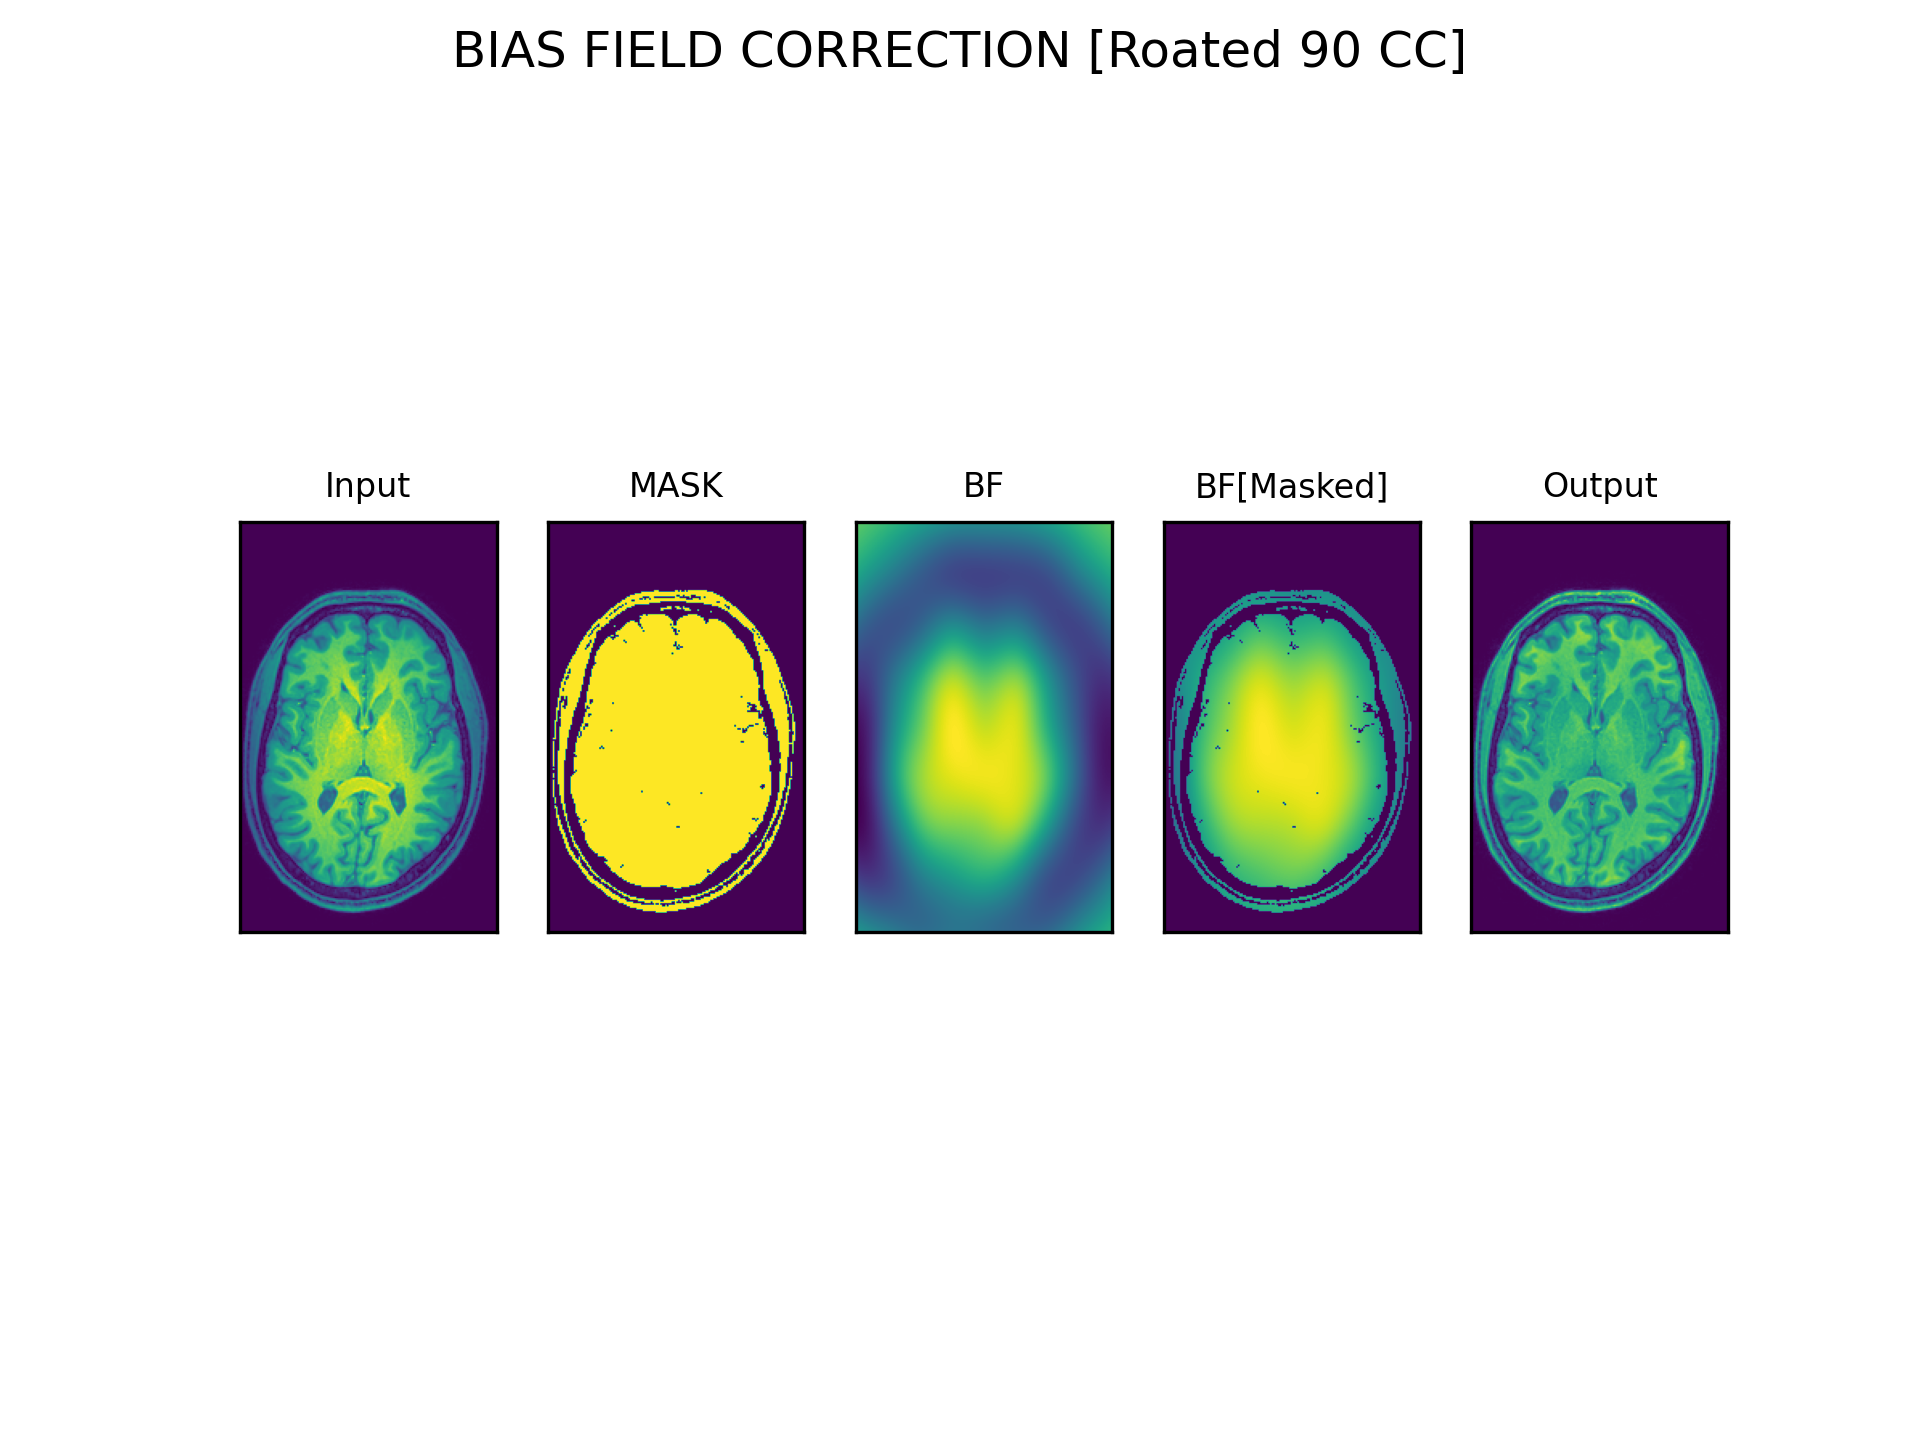 BIAS FIELD CORRECTION [Roated 90 CC]
Input
MASK
BF
BF[Masked]
Output